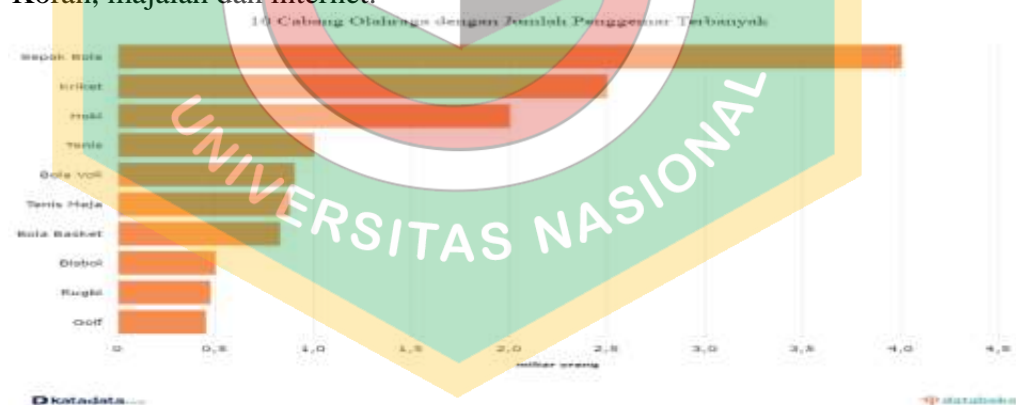 Koran, majalah dan internet.
10 Cabang Olahraga dengan Jumlah Penggemar Terbanyak
Sepak Bola
Kriket
Hoki
Tenis
Bola Voli
Tenis Meja
Bola Basket
Bisbol
Rugbi
Golf
0
0,5
1,0
1,5
2,0
2,5
3,0
3,5
4,0
4,5
miliar orang
UNIVERSITAS NASIONAL
katadata
databoks